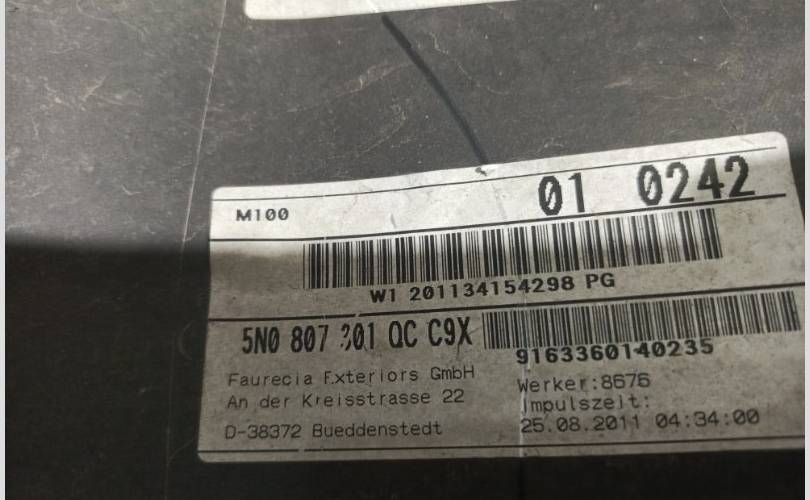 M100
01 0242
W1 201134154298 PG
5N0 807 301 QC C9X
9163360140235
Faurecia Exteriors GmbH
An der Kreisstrasse 22
D-38372 Bueddenstedt
Werker:8676
Impulszeit:
25.08.2011 04:34:00